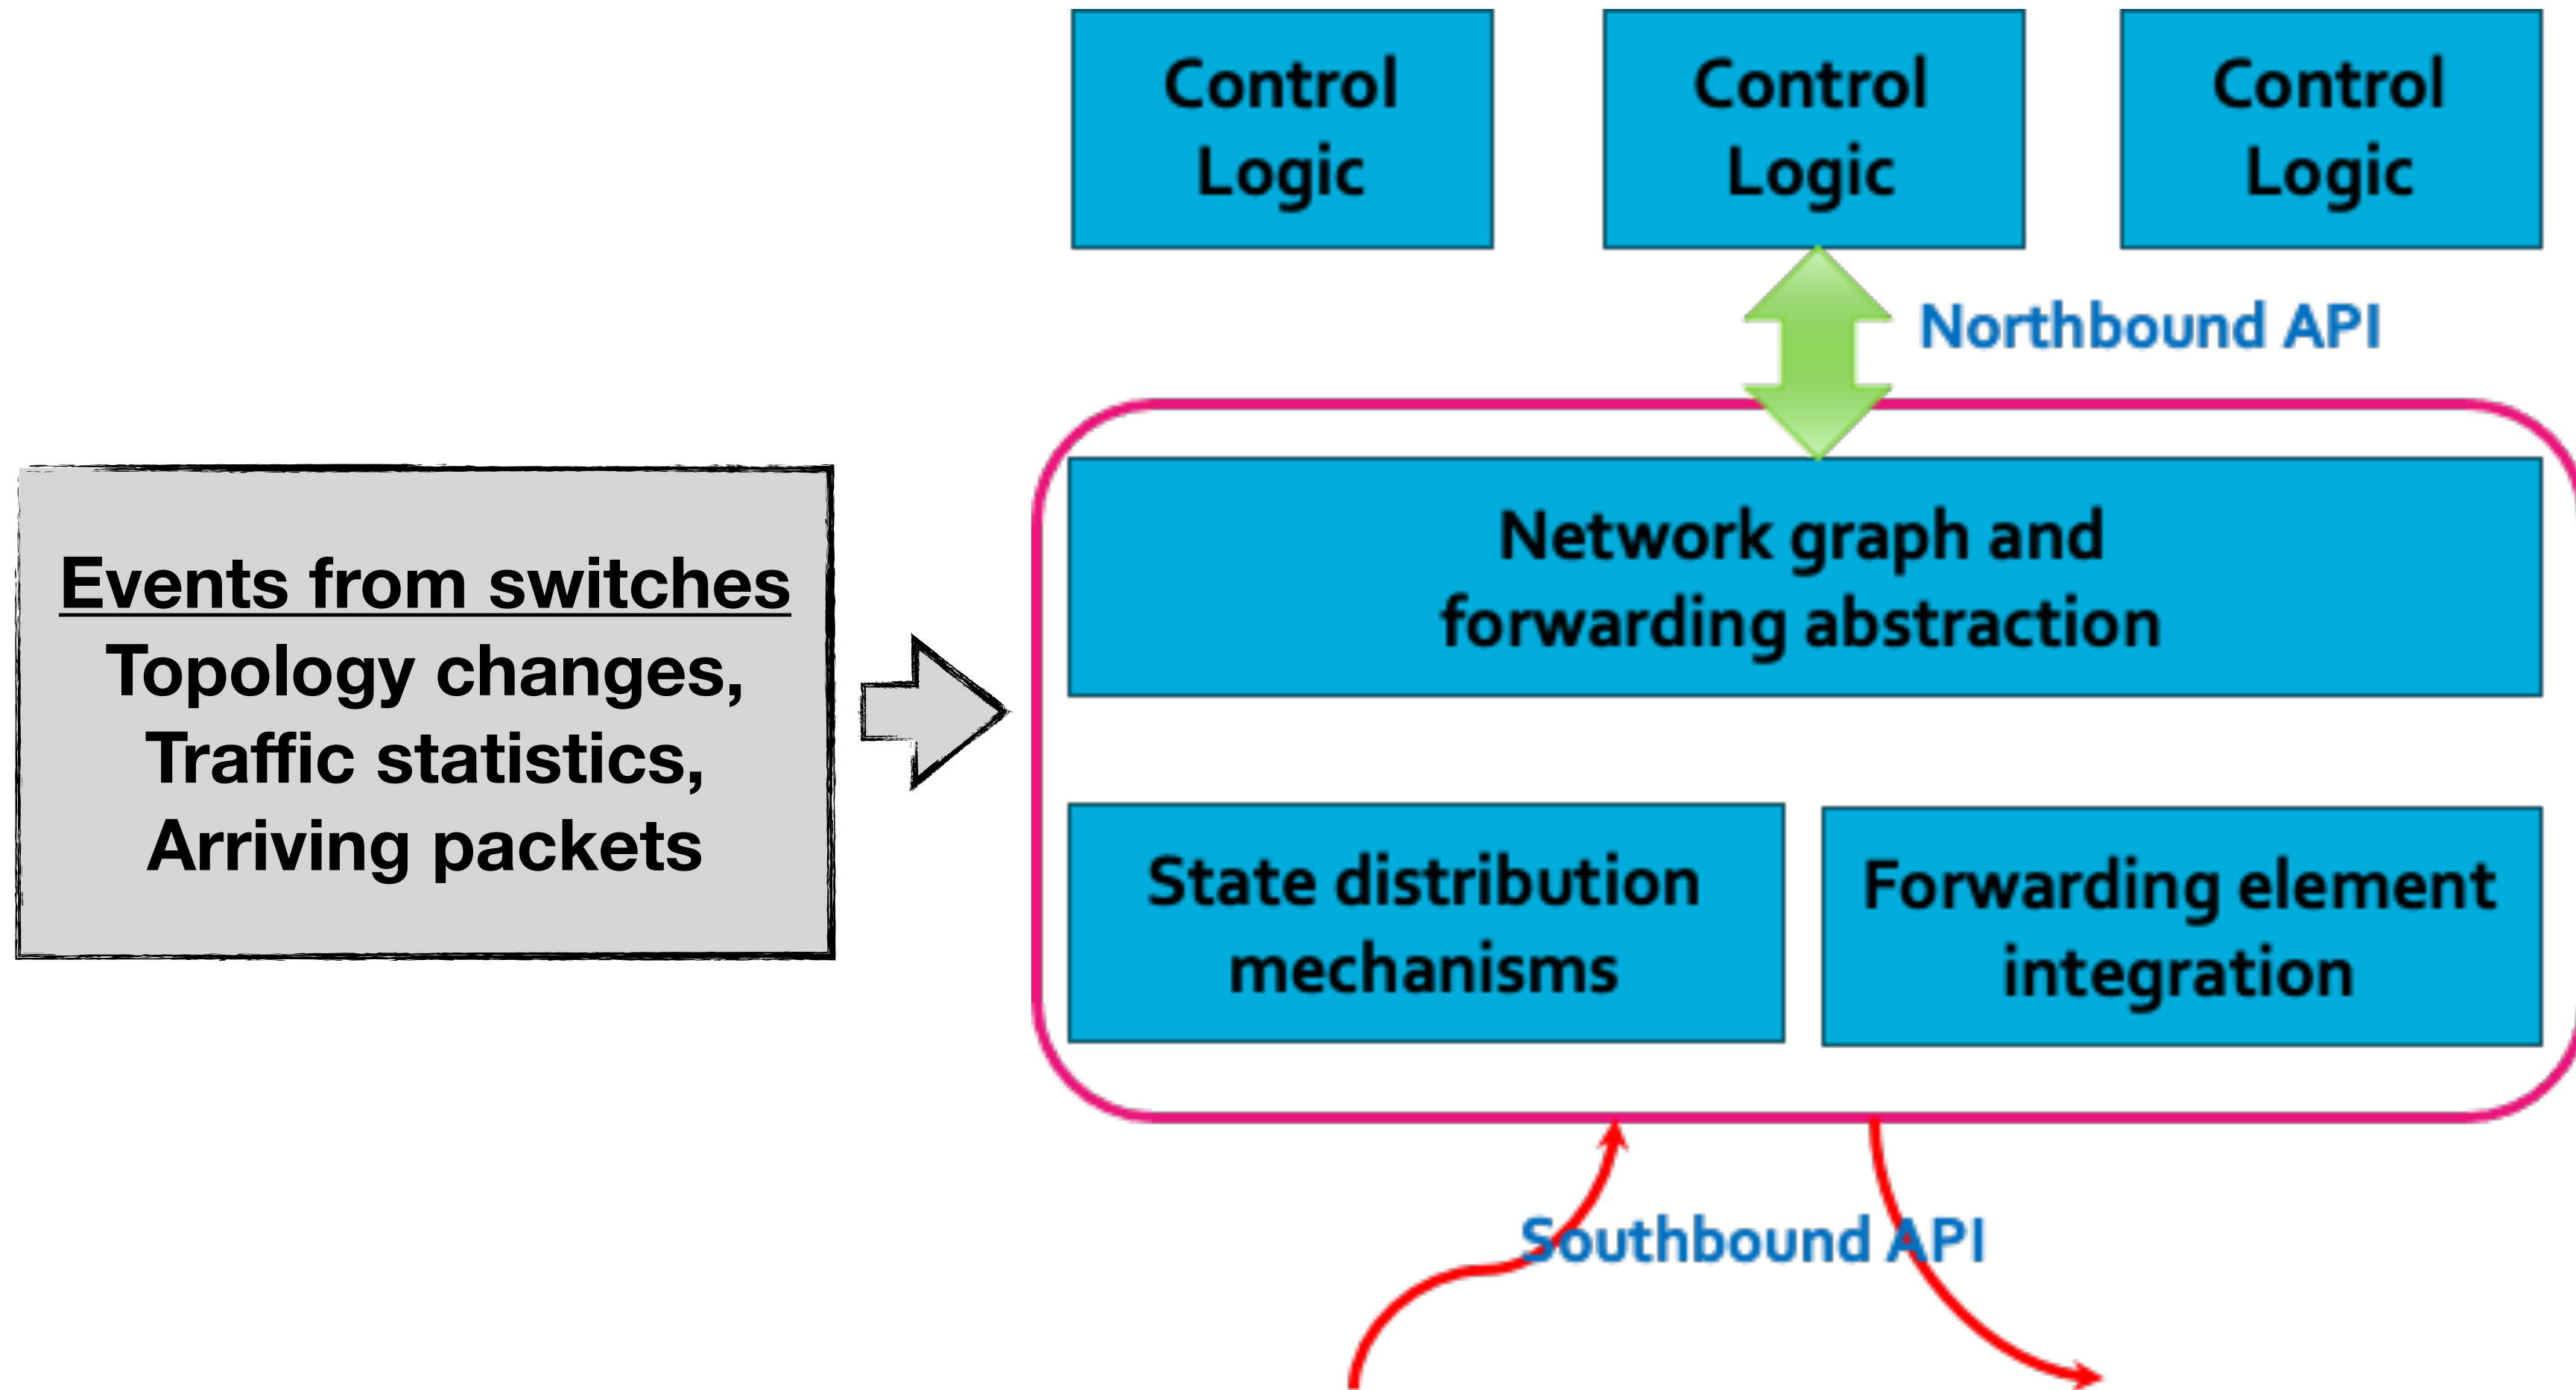 Control
Logic
Control
Logic
Control
Logic
Northbound API
Events from switches
Topology changes,
Traffic statistics,
Arriving packets
Network graph and
forwarding abstraction
State distribution
mechanisms
Forwarding element
integration
Southbound API